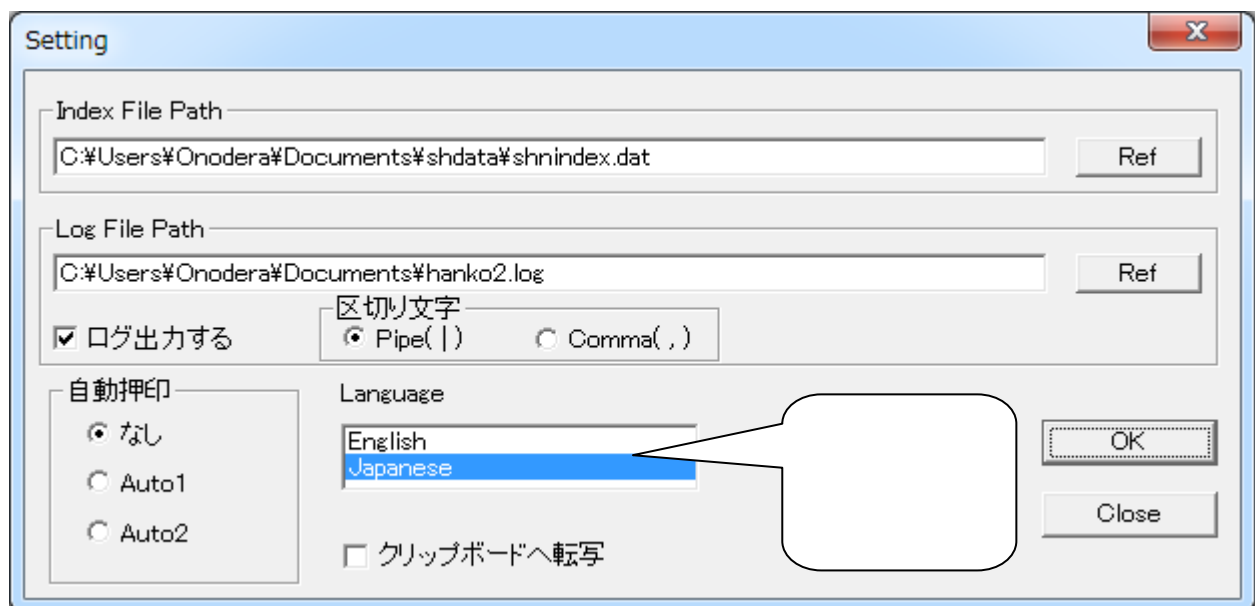 Setting
Index File Path
C:¥Users¥Onodera¥Documents¥shdata¥shnindex.dat
Ref
Log File Path
C:¥Users¥Onodera¥Documents¥hanko2.log
Ref
ログ出力する
区切り文字
Pipe(|)
Comma(,)
自動押印
なし
Auto1
Auto2
Language
English
Japanese
クリップボードへ転写
OK
Close